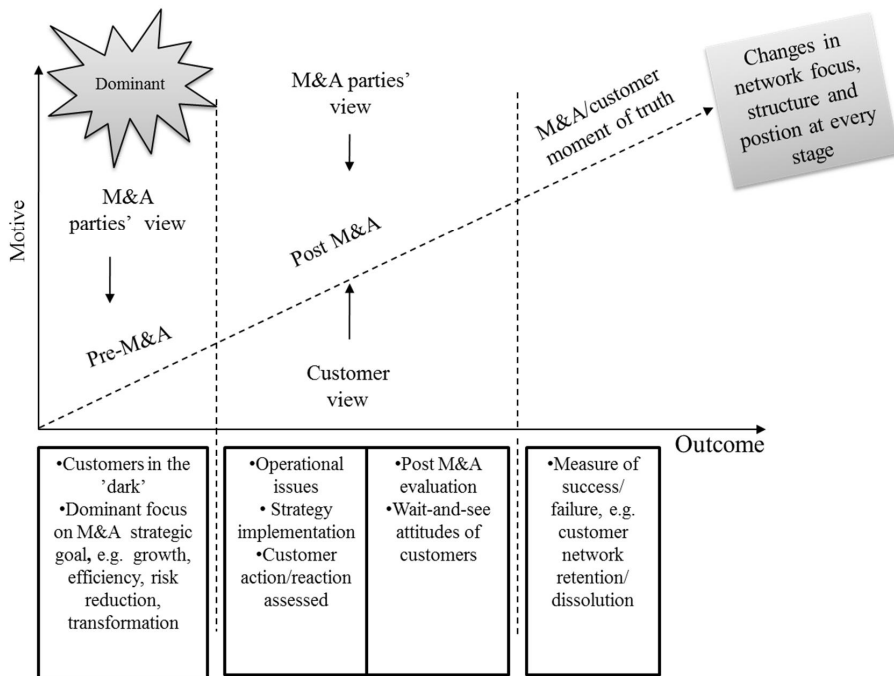 Dominant
M&A
parties’ view
Motive
Pre-M&A
M&A parties’
view
Post M&A
Customer
view
M&A/customer
moment of truth
Changes in
network focus,
structure and
postion at every
stage
Outcome
•Customers in the
’dark’
•Dominant focus
on M&A strategic
goal, e.g. growth,
efficiency, risk
reduction,
transformation
•Operational
issues
• Strategy
implementation
•Customer
action/reaction
assessed
•Post M&A
evaluation
•Wait-and-see
attitudes of
customers
•Measure of
success/
failure, e.g.
customer
network
retention/
dissolution